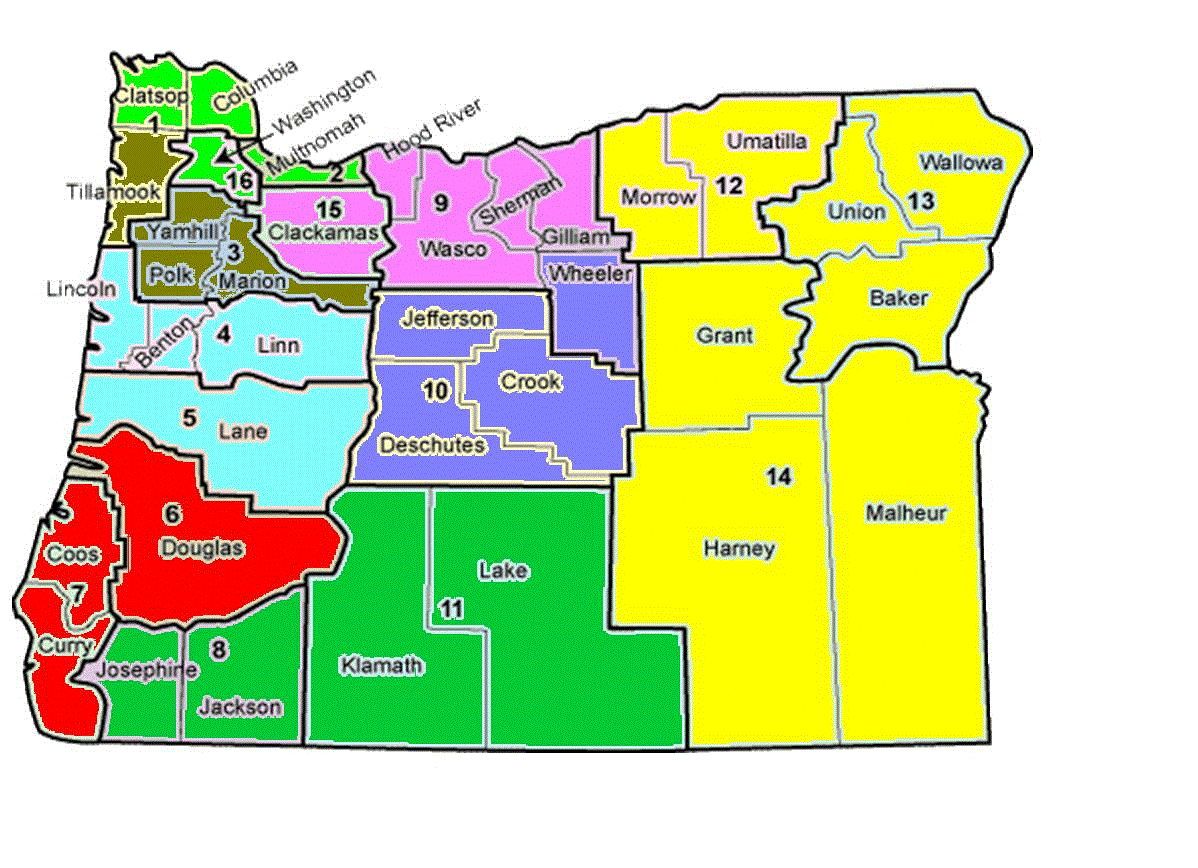 Clatsop
Columbia
Washington
Multnomah
Hood River
1
2
16
Tillamook
Umatilla
Wallowa
Morrow
12
13
Union
15
Clackamas
9
Sherman
Wasco
Gilliam
Yamhill
3
Polk
Marion
Wheeler
Lincoln
Benton
4
Linn
Jefferson
Grant
Baker
Crook
10
5
Lane
Deschutes
14
6
Douglas
Malheur
Harney
Coos
7
Lake
11
Curry
Josephine
8
Jackson
Klamath